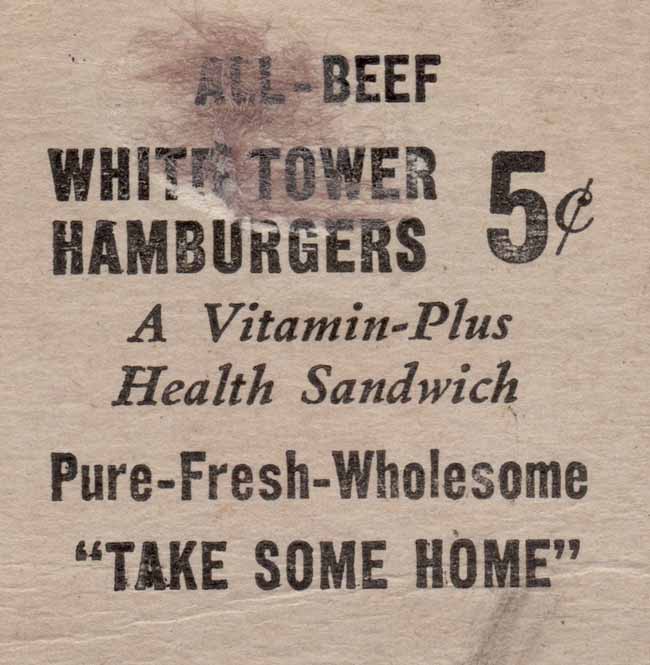 ALL-BEEF
WHITE TOWER
HAMBURGERS 5¢
A Vitamin-Plus
Health Sandwich
Pure-Fresh-Wholesome
"TAKE SOME HOME"